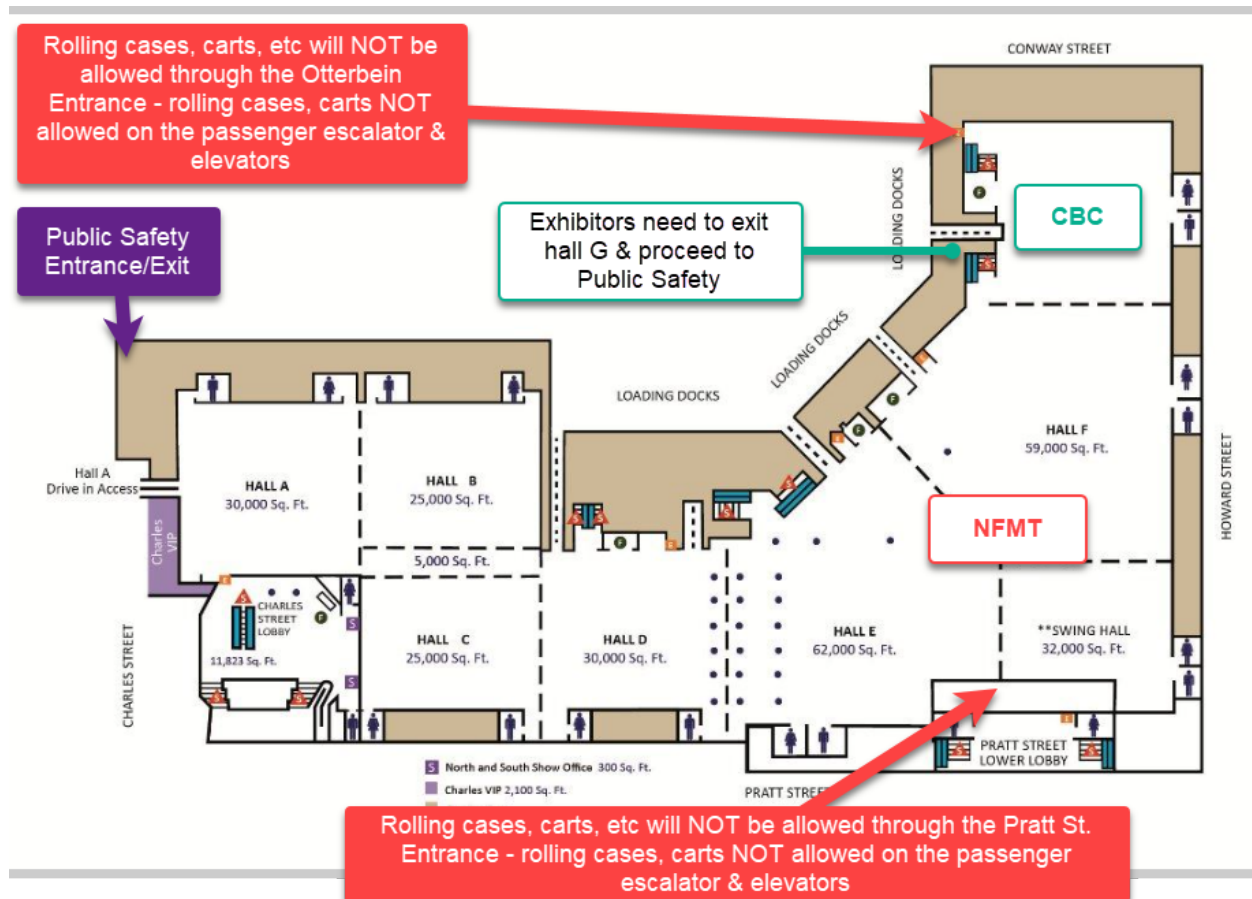 Rolling cases, carts, etc will NOT be
allowed through the Otterbein
Entrance - rolling cases, carts NOT
allowed on the passenger escalator &
elevators
CONWAY STREET
Public Safety
Entrance/Exit
Exhibitors need to exit
hall G & proceed to
Public Safety
LOADING DOCKS
CBC
LOADING DOCKS
LOADING DOCKS
Hall A
Drive in Access
HALL A
30,000 Sq. Ft.
HALL B
25,000 Sq. Ft.
5,000 Sq. Ft.
HALL F
59,000 Sq. Ft.
HOWARD STREET
NFMT
Charles
VIP
CHARLES
STREET
LOBBY
11,823 Sq. Ft.
CHARLES STREET
HALL C
25,000 Sq. Ft.
HALL D
30,000 Sq. Ft.
HALL E
62,000 Sq. Ft.
**SWING HALL
32,000 Sq. Ft.
PRATT STREET
LOWER LOBBY
S North and South Show Office 300 Sq. Ft.
Charles VIP 2,100 Sq. Ft.
PRATT STREE
Rolling cases, carts, etc will NOT be allowed through the Pratt St.
Entrance - rolling cases, carts NOT allowed on the passenger
escalator & elevators